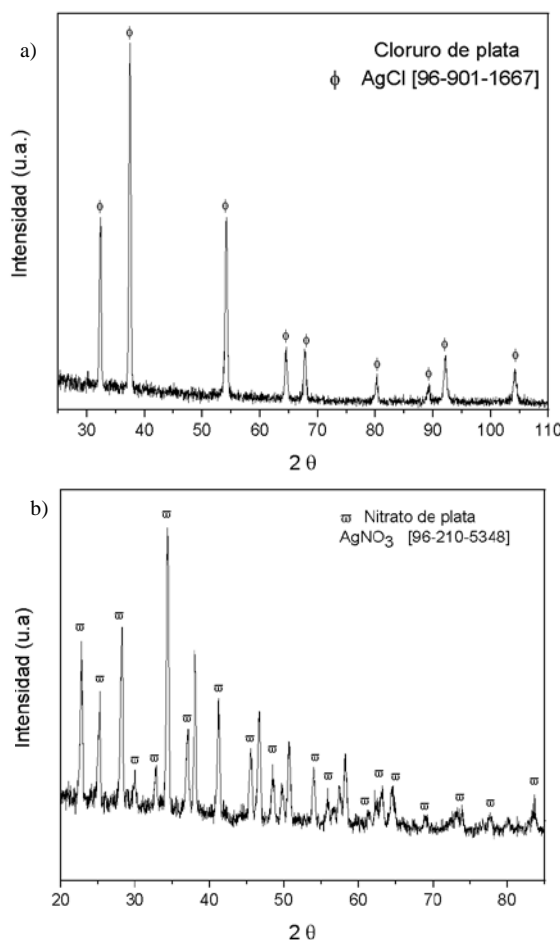 a)
Cloruro de plata
ϕ AgCl [96-901-1667]
Intensidad (u.a.)
30 40 50 60 70 80 90 100 110
2 θ
b)
ϖ Nitrato de plata
AgNO₃ [96-210-5348]
Intensidad (u.a)
20 30 40 50 60 70 80
2 θ